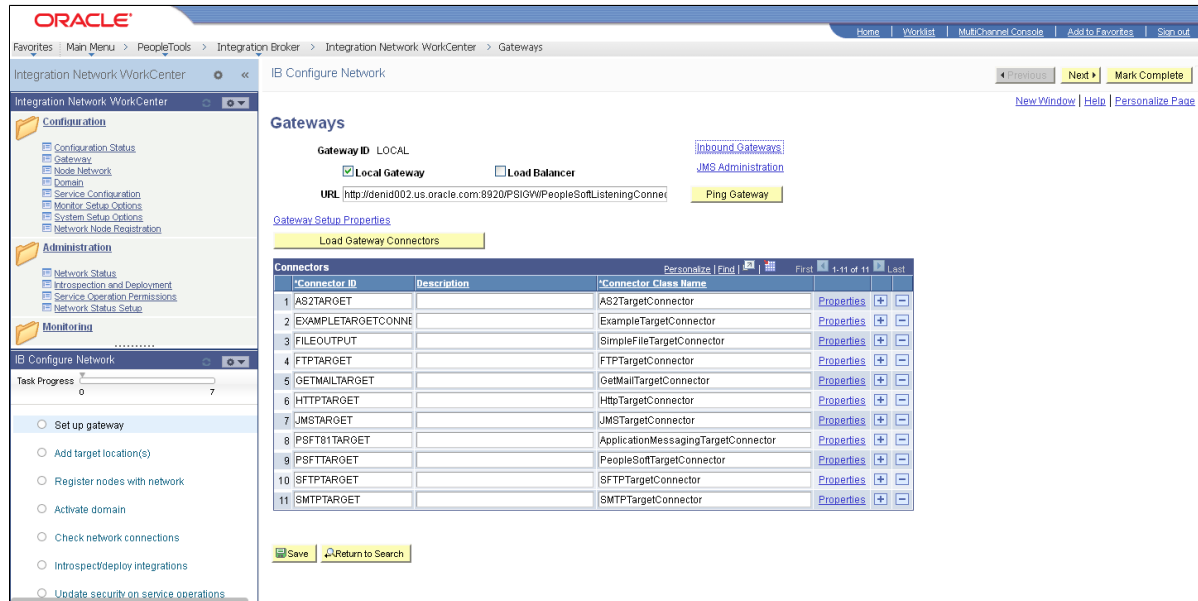 ORACLE
Home | Worklist | MultiChannel Console | Add to Favorites | Sign out
Favorites | Main Menu > PeopleTools > Integration Broker > Integration Network WorkCenter > Gateways
Integration Network WorkCenter «
Integration Network WorkCenter
Configuration
Configuration Status
Gateway
Node Network
Domain
Service Configuration
Monitor Setup Options
System Setup Options
Network Node Registration
Administration
Network Status
Introspection and Deployment
Service Operation Permissions
Network Status Setup
Monitoring
IB Configure Network
Task Progress
0 7
Set up gateway
Add target location(s)
Register nodes with network
Activate domain
Check network connections
Introspect/deploy integrations
Update security on service operations
IB Configure Network
Previous Next Mark Complete
New Window | Help | Personalize Page
Gateways
Gateway ID LOCAL
Inbound Gateways
Local Gateway Load Balancer
JMS Administration
URL http://denid002.us.oracle.com:8920/PSIGW/PeopleSoftListeningConnec
Ping Gateway
Gateway Setup Properties
Load Gateway Connectors
Connectors Personalize | Find | First 1-11 of 11 Last
*Connector ID Description *Connector Class Name
1 AS2TARGET AS2TargetConnector Properties + -
2 EXAMPLETARGETCONNE ExampleTargetConnector Properties + -
3 FILEOUTPUT SimpleFileTargetConnector Properties + -
4 FTPTARGET FTPTargetConnector Properties + -
5 GETMAILTARGET GetMailTargetConnector Properties + -
6 HTTPTARGET HttpTargetConnector Properties + -
7 JMSTARGET JMSTargetConnector Properties + -
8 PSFT81TARGET ApplicationMessagingTargetConnector Properties + -
9 PSFTTARGET PeopleSoftTargetConnector Properties + -
10 SFTPTARGET SFTPTargetConnector Properties + -
11 SMTPTARGET SMTPTargetConnector Properties + -
Save Return to Search